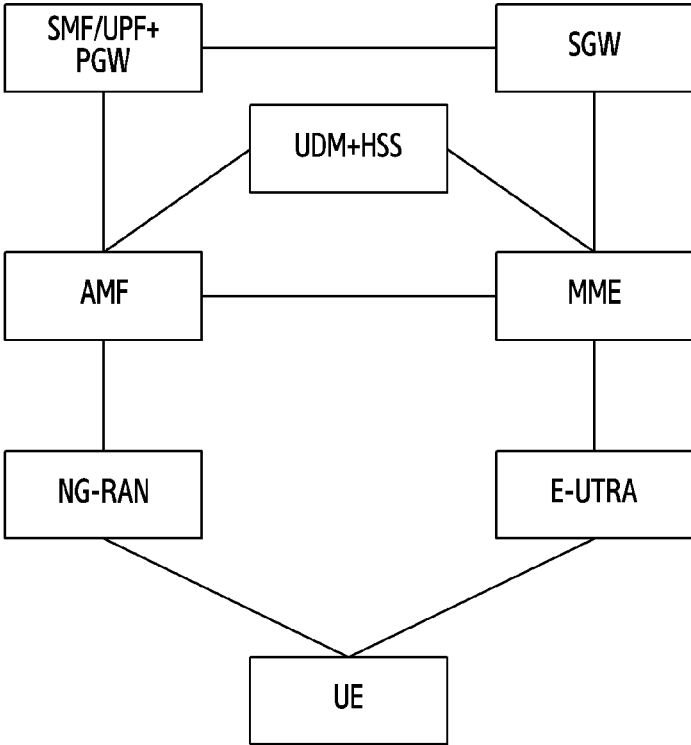 SMF/UPF+
PGW
SGW
UDM+HSS
AMF
MME
NG-RAN
E-UTRA
UE